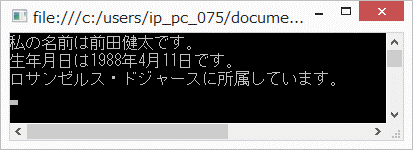 file:///c:/users/ip_pc_075/docume...
私の名前は前田健太です。
生年月日は1988年4月11日です。
ロサンゼルス・ドジャースに所属しています。